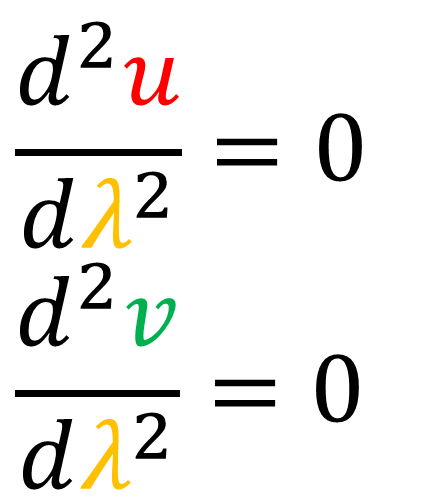 d²u
dλ² = 0
d²v
dλ² = 0